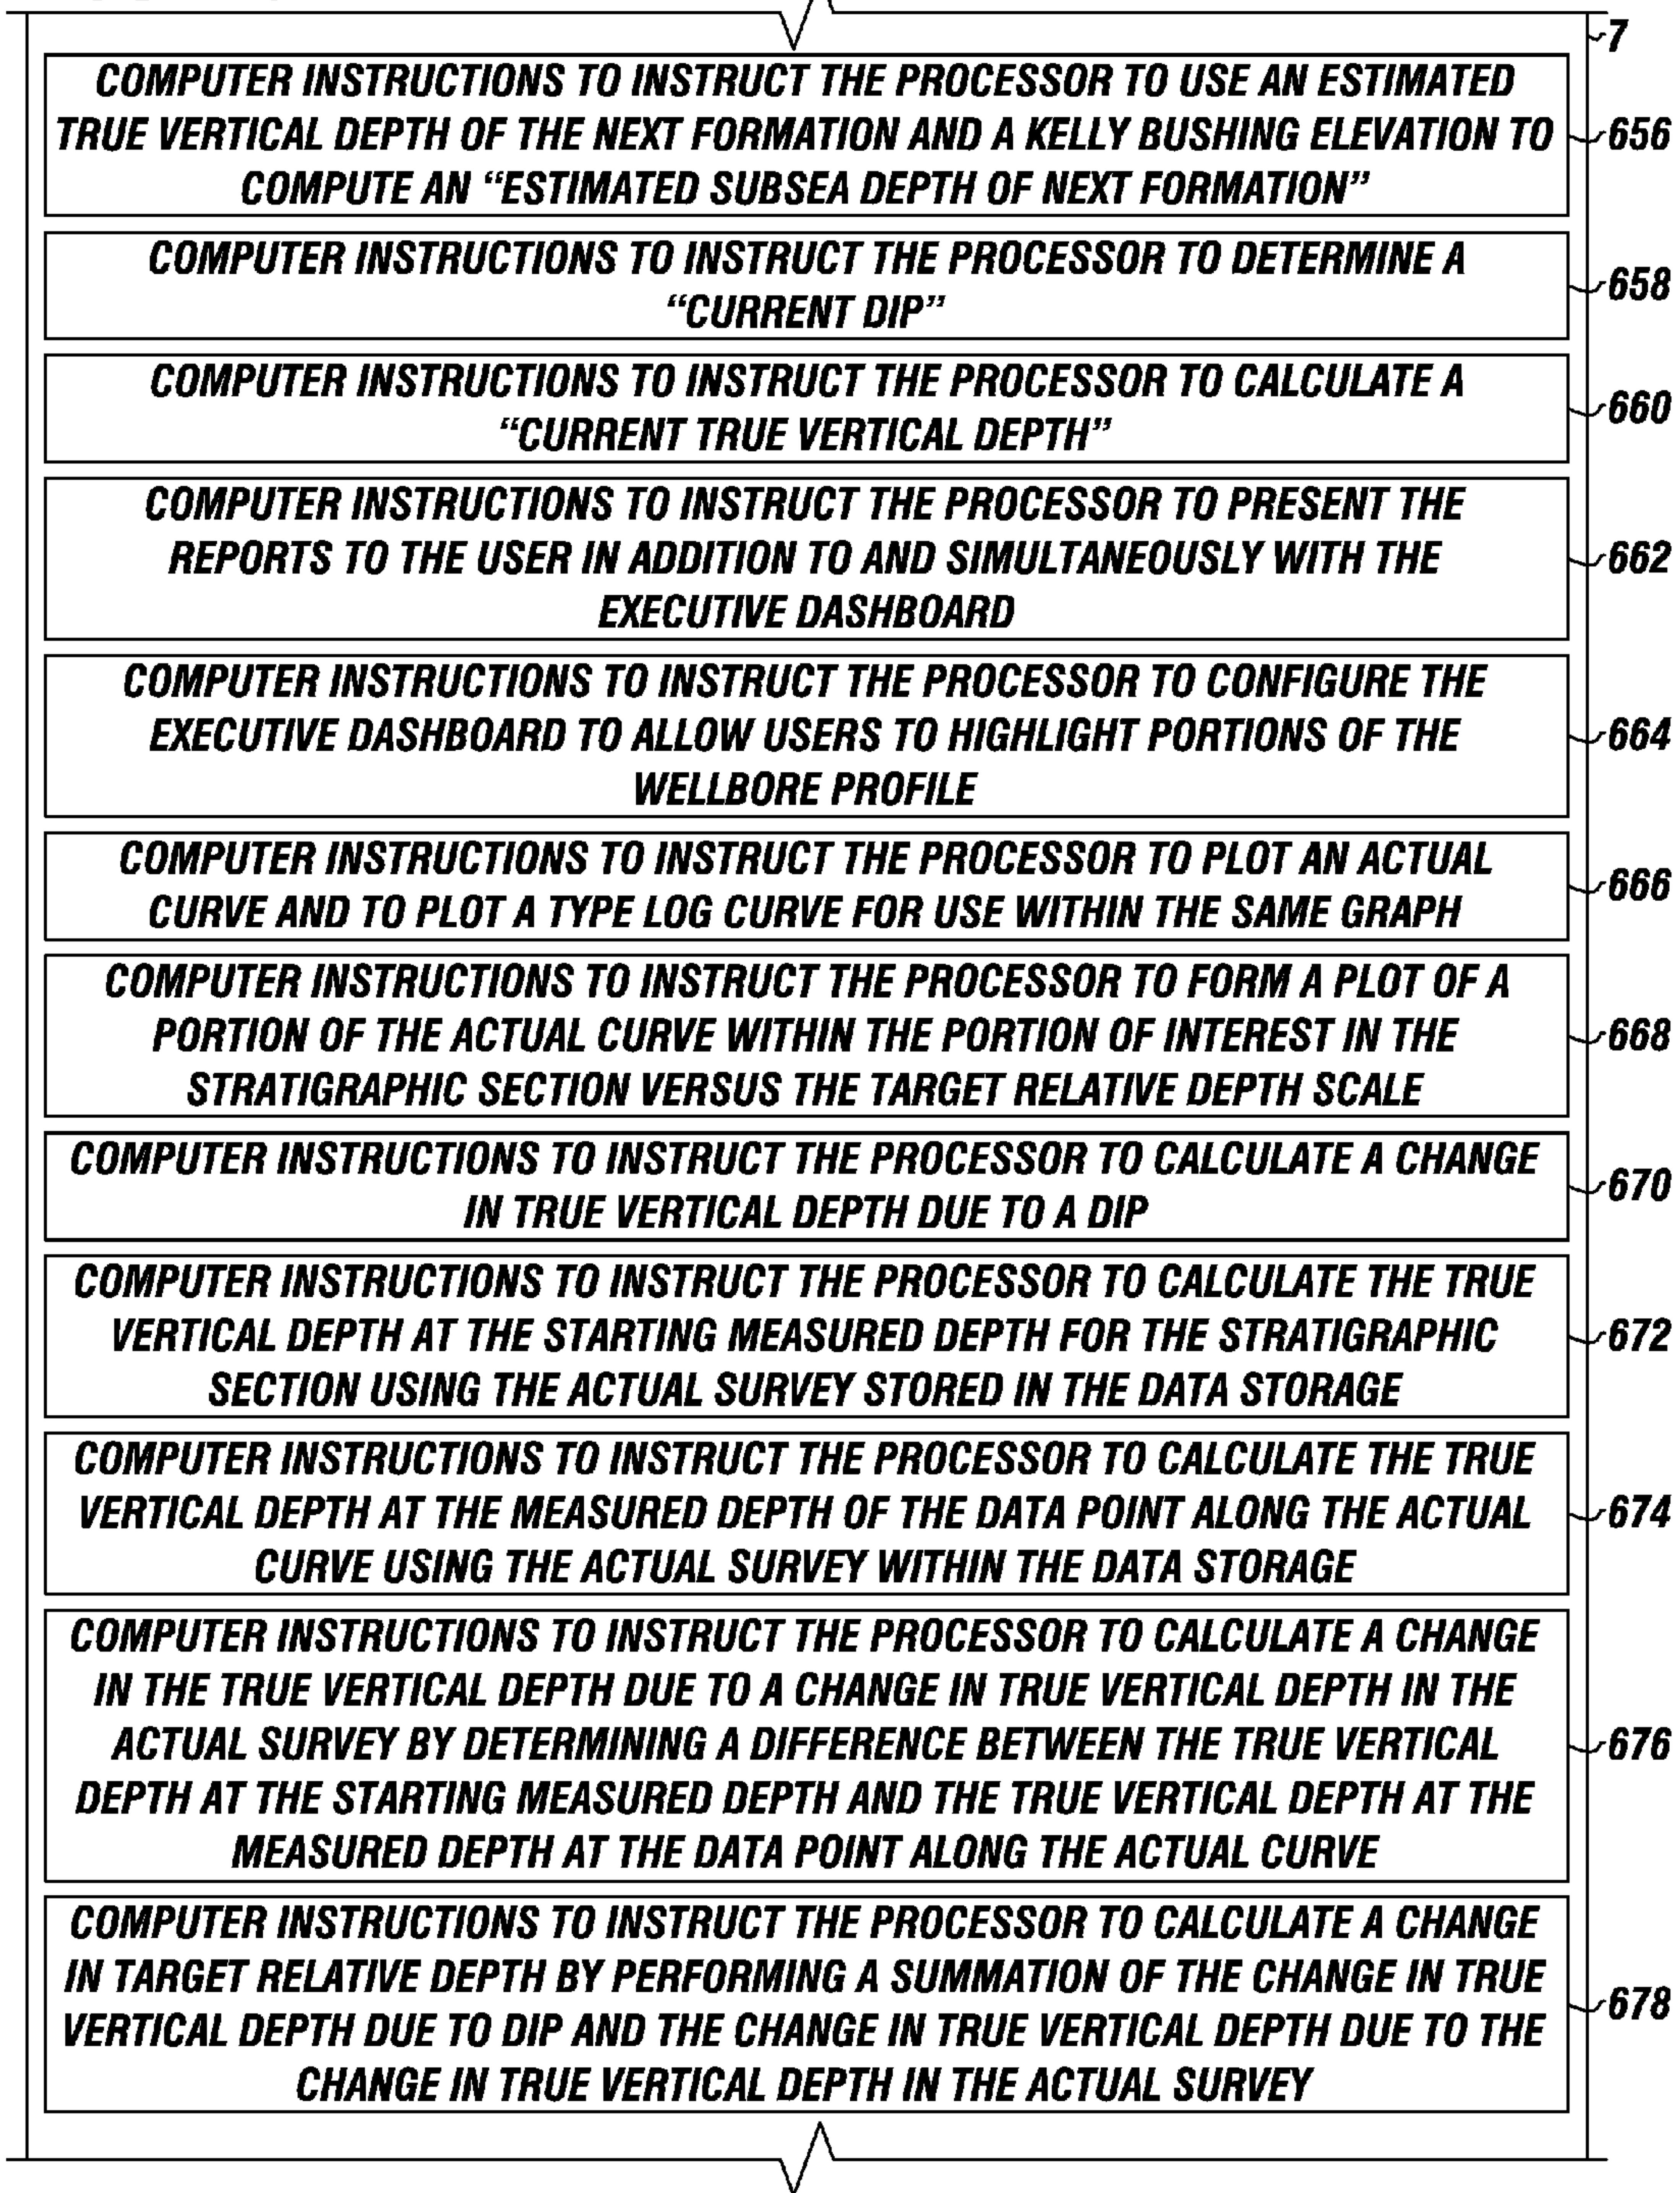 7
COMPUTER INSTRUCTIONS TO INSTRUCT THE PROCESSOR TO USE AN ESTIMATED
TRUE VERTICAL DEPTH OF THE NEXT FORMATION AND A KELLY BUSHING ELEVATION TO
COMPUTE AN “ESTIMATED SUBSEA DEPTH OF NEXT FORMATION”
656
COMPUTER INSTRUCTIONS TO INSTRUCT THE PROCESSOR TO DETERMINE A
“CURRENT DIP”
658
COMPUTER INSTRUCTIONS TO INSTRUCT THE PROCESSOR TO CALCULATE A
“CURRENT TRUE VERTICAL DEPTH”
660
COMPUTER INSTRUCTIONS TO INSTRUCT THE PROCESSOR TO PRESENT THE
REPORTS TO THE USER IN ADDITION TO AND SIMULTANEOUSLY WITH THE
EXECUTIVE DASHBOARD
662
COMPUTER INSTRUCTIONS TO INSTRUCT THE PROCESSOR TO CONFIGURE THE
EXECUTIVE DASHBOARD TO ALLOW USERS TO HIGHLIGHT PORTIONS OF THE
WELLBORE PROFILE
664
COMPUTER INSTRUCTIONS TO INSTRUCT THE PROCESSOR TO PLOT AN ACTUAL
CURVE AND TO PLOT A TYPE LOG CURVE FOR USE WITHIN THE SAME GRAPH
666
COMPUTER INSTRUCTIONS TO INSTRUCT THE PROCESSOR TO FORM A PLOT OF A
PORTION OF THE ACTUAL CURVE WITHIN THE PORTION OF INTEREST IN THE
STRATIGRAPHIC SECTION VERSUS THE TARGET RELATIVE DEPTH SCALE
668
COMPUTER INSTRUCTIONS TO INSTRUCT THE PROCESSOR TO CALCULATE A CHANGE
IN TRUE VERTICAL DEPTH DUE TO A DIP
670
COMPUTER INSTRUCTIONS TO INSTRUCT THE PROCESSOR TO CALCULATE THE TRUE
VERTICAL DEPTH AT THE STARTING MEASURED DEPTH FOR THE STRATIGRAPHIC
SECTION USING THE ACTUAL SURVEY STORED IN THE DATA STORAGE
672
COMPUTER INSTRUCTIONS TO INSTRUCT THE PROCESSOR TO CALCULATE THE TRUE
VERTICAL DEPTH AT THE MEASURED DEPTH OF THE DATA POINT ALONG THE ACTUAL
CURVE USING THE ACTUAL SURVEY WITHIN THE DATA STORAGE
674
COMPUTER INSTRUCTIONS TO INSTRUCT THE PROCESSOR TO CALCULATE A CHANGE
IN THE TRUE VERTICAL DEPTH DUE TO A CHANGE IN TRUE VERTICAL DEPTH IN THE
ACTUAL SURVEY BY DETERMINING A DIFFERENCE BETWEEN THE TRUE VERTICAL
DEPTH AT THE STARTING MEASURED DEPTH AND THE TRUE VERTICAL DEPTH AT THE
MEASURED DEPTH AT THE DATA POINT ALONG THE ACTUAL CURVE
676
COMPUTER INSTRUCTIONS TO INSTRUCT THE PROCESSOR TO CALCULATE A CHANGE
IN TARGET RELATIVE DEPTH BY PERFORMING A SUMMATION OF THE CHANGE IN TRUE
VERTICAL DEPTH DUE TO DIP AND THE CHANGE IN TRUE VERTICAL DEPTH DUE TO THE
CHANGE IN TRUE VERTICAL DEPTH IN THE ACTUAL SURVEY
678